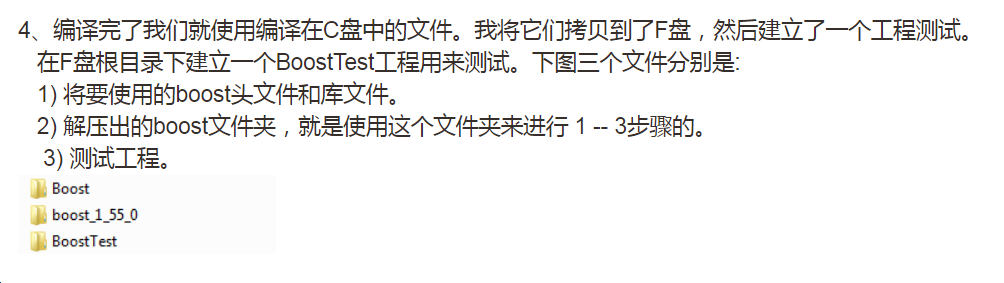 4、编译完了我们就使用编译在C盘中的文件。我将它们拷贝到了F盘，然后建立了一个工程测试。
在F盘根目录下建立一个BoostTest工程用来测试。下图三个文件分别是:
1) 将要使用的boost头文件和库文件。
2) 解压出的boost文件夹，就是使用这个文件夹来进行 1 -- 3步骤的。
3) 测试工程。
Boost
boost_1_55_0
BoostTest